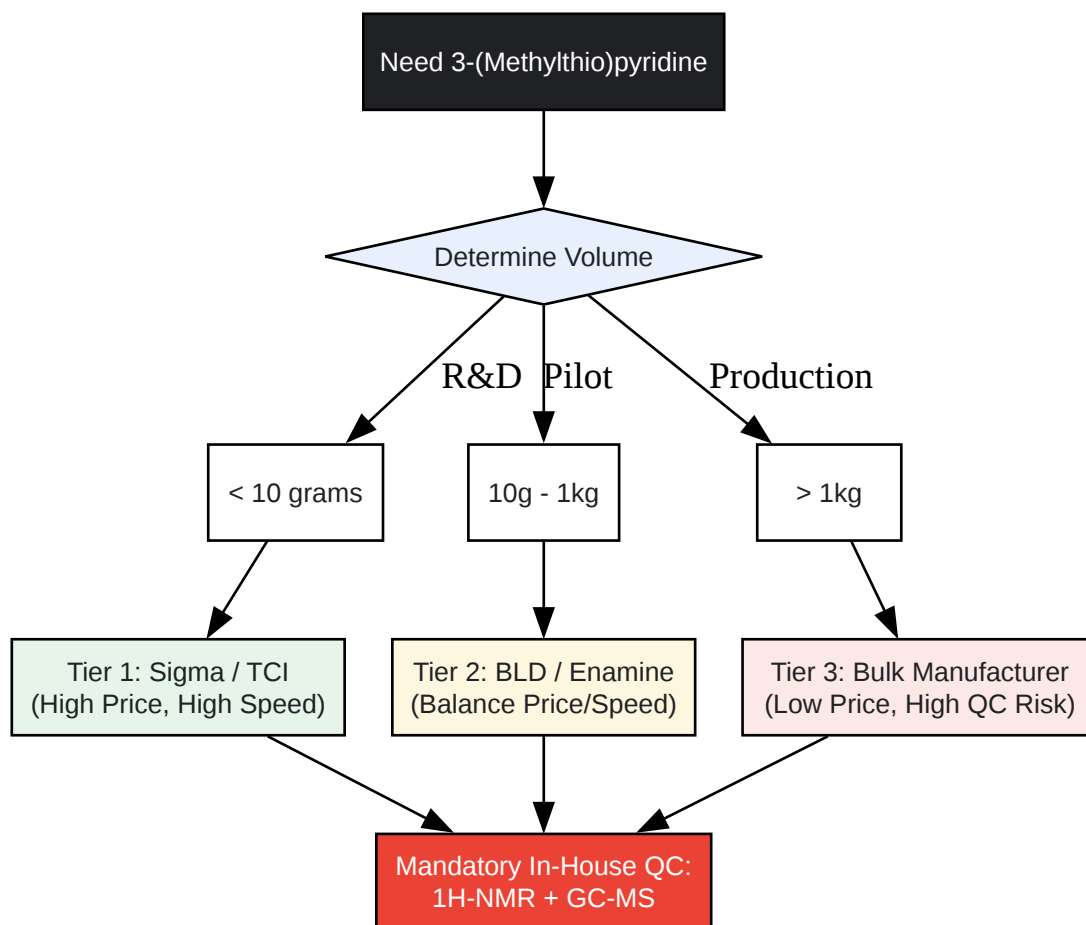 Need 3-(Methylthio)pyridine
Determine Volume
R&D
Pilot
Production
< 10 grams
10g - 1kg
> 1kg
Tier 1: Sigma / TCI
(High Price, High Speed)
Tier 2: BLD / Enamine
(Balance Price/Speed)
Tier 3: Bulk Manufacturer
(Low Price, High QC Risk)
Mandatory In-House QC:
1H-NMR + GC-MS